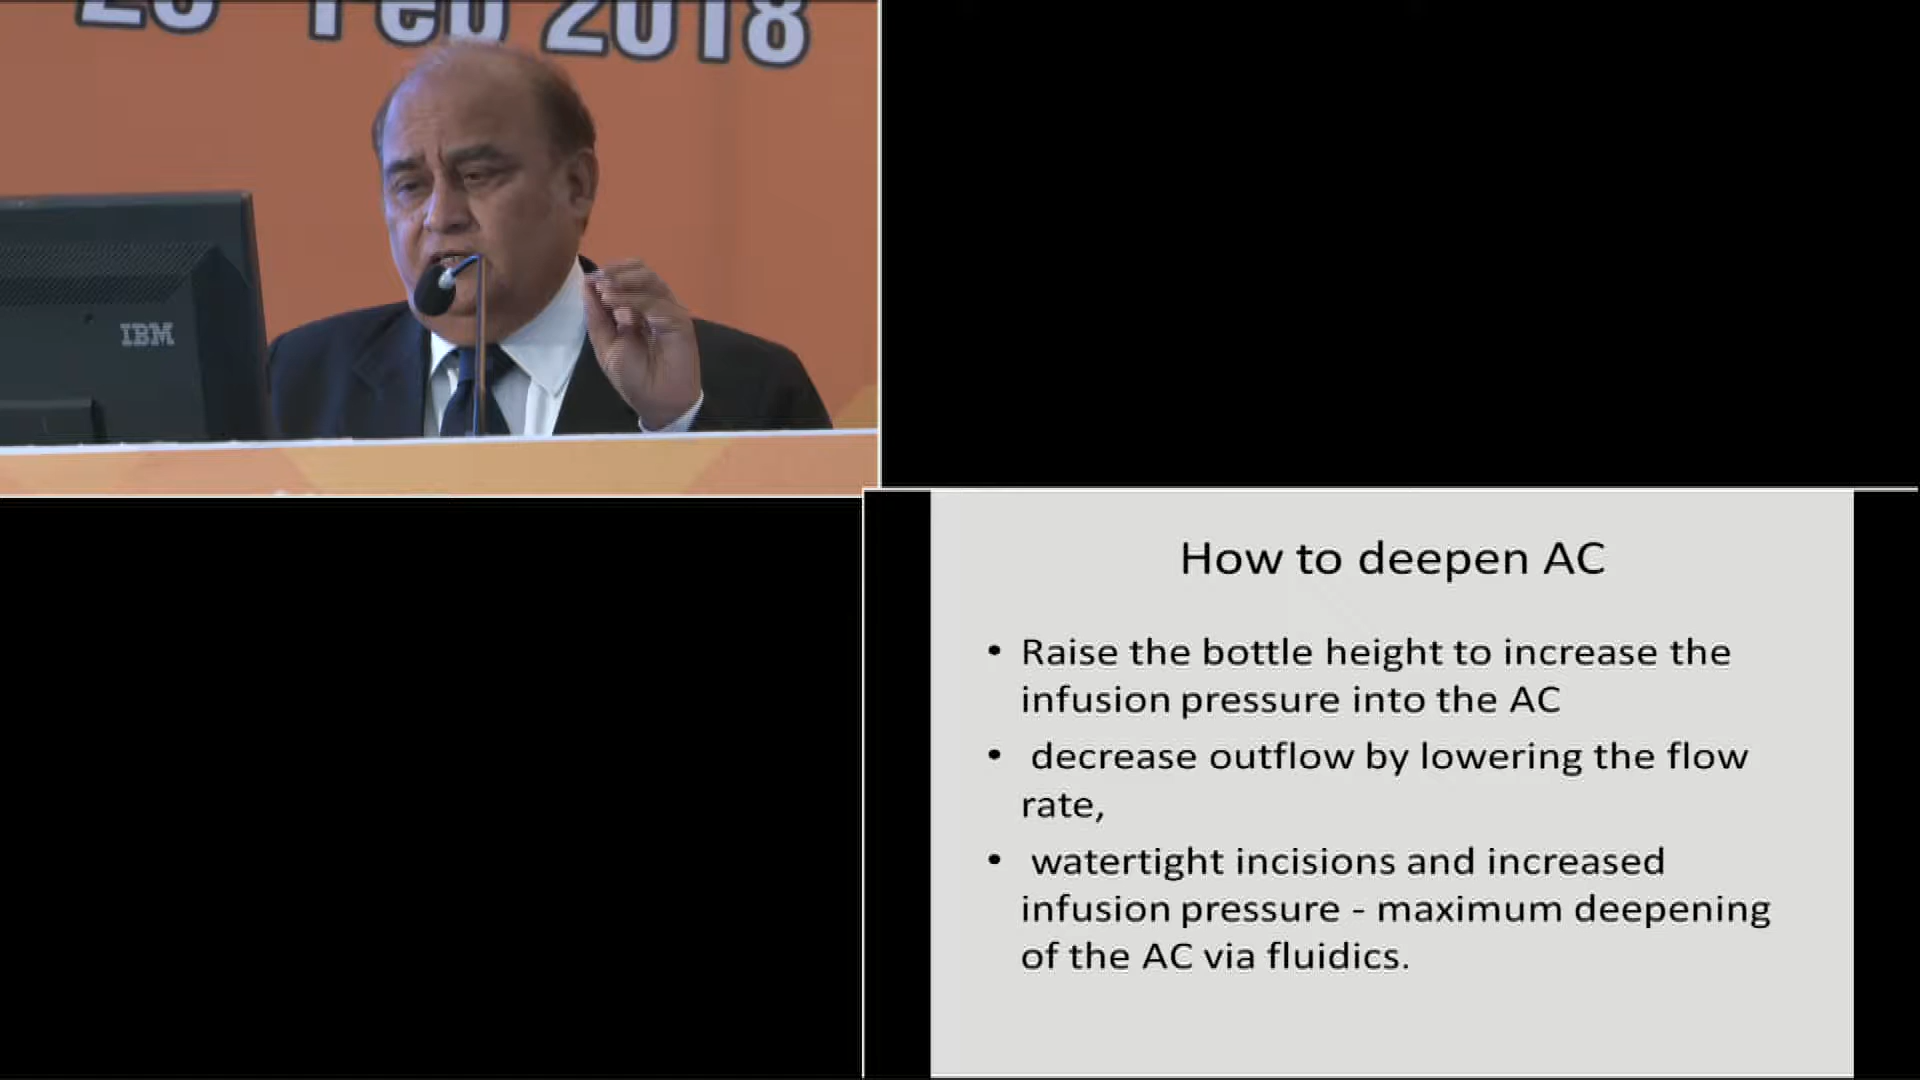 Feb 2018
IBM
How to deepen AC
• Raise the bottle height to increase the
infusion pressure into the AC
• decrease outflow by lowering the flow
rate,
• watertight incisions and increased
infusion pressure - maximum deepening
of the AC via fluidics.